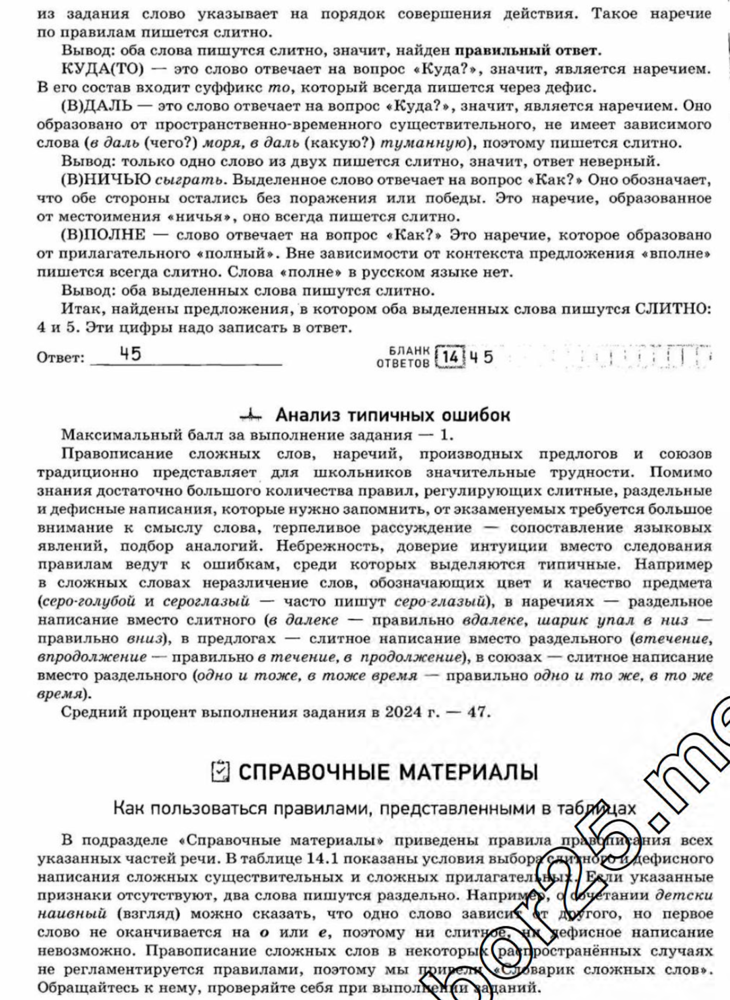 из задания слово указывает на порядок совершения действия. Такое наречие
по правилам пишется слитно.
Вывод: оба слова пишутся слитно, значит, найден правильный ответ.
КУДА(ТО) — это слово отвечает на вопрос «Куда?», значит, является наречием.
В его состав входит суффикс то, который всегда пишется через дефис.
(В)ДАЛЬ — это слово отвечает на вопрос «Куда?», значит, является наречием. Оно
образовано от пространственно-временного существительного, не имеет зависимого
слова (в даль (чего?) моря, в даль (какую?) туманную), поэтому пишется слитно.
Вывод: только одно слово из двух пишется слитно, значит, ответ неверный.
(В)НИЧЬЮ сыграть. Выделенное слово отвечает на вопрос «Как?» Оно обозначает,
что обе стороны остались без поражения или победы. Это наречие, образованное
от местоимения «ничья», оно всегда пишется слитно.
(В)ПОЛНЕ — слово отвечает на вопрос «Как?» Это наречие, которое образовано
от прилагательного «полный». Вне зависимости от контекста предложения «вполне»
пишется всегда слитно. Слова «полне» в русском языке нет.
Вывод: оба выделенных слова пишутся слитно.
Итак, найдены предложения, в котором оба выделенных слова пишутся СЛИТНО:
4 и 5. Эти цифры надо записать в ответ.
Ответ: 45
БЛАНК
ОТВЕТОВ 14 4 5
Анализ типичных ошибок
Максимальный балл за выполнение задания — 1.
Правописание сложных слов, наречий, производных предлогов и союзов
традиционно представляет для школьников значительные трудности. Помимо
знания достаточно большого количества правил, регулирующих слитные, раздельные
и дефисные написания, которые нужно запомнить, от экзаменуемых требуется большое
внимание к смыслу слова, терпеливое рассуждение — сопоставление языковых
явлений, подбор аналогий. Небрежность, доверие интуиции вместо следования
правилам ведут к ошибкам, среди которых выделяются типичные. Например
в сложных словах неразличение слов, обозначающих цвет и качество предмета
(серо-голубой и сероглазый — часто пишут серо-глазый), в наречиях — раздельное
написание вместо слитного (в далеке — правильно вдалеке, шарик упал в низ —
правильно вниз), в предлогах — слитное написание вместо раздельного (втечение,
впродолжение — правильно в течение, в продолжение), в союзах — слитное написание
вместо раздельного (одно и тоже, в тоже время — правильно одно и то же, в то же
время).
Средний процент выполнения задания в 2024 г. — 47.
СПРАВОЧНЫЕ МАТЕРИАЛЫ
Как пользоваться правилами, представленными в таблицах
В подразделе «Справочные материалы» приведены правила правописания всех
указанных частей речи. В таблице 14.1 показаны условия выбора слитного и дефисного
написания сложных существительных и сложных прилагательных. Если указанные
признаки отсутствуют, два слова пишутся раздельно. Например, о сочетании детски
наивный (взгляд) можно сказать, что одно слово зависит от другого, но первое
слово не оканчивается на о или е, поэтому ни слитное, ни дефисное написание
невозможно. Правописание сложных слов в некоторых распространённых случаях
не регламентируется правилами, поэтому мы привели «Словарик сложных слов».
Обращайтесь к нему, проверяйте себя при выполнении заданий.
bor25.me